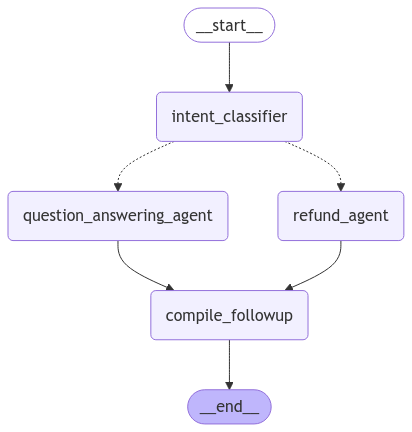 __start__
intent_classifier
question_answering_agent
refund_agent
compile_followup
__end__